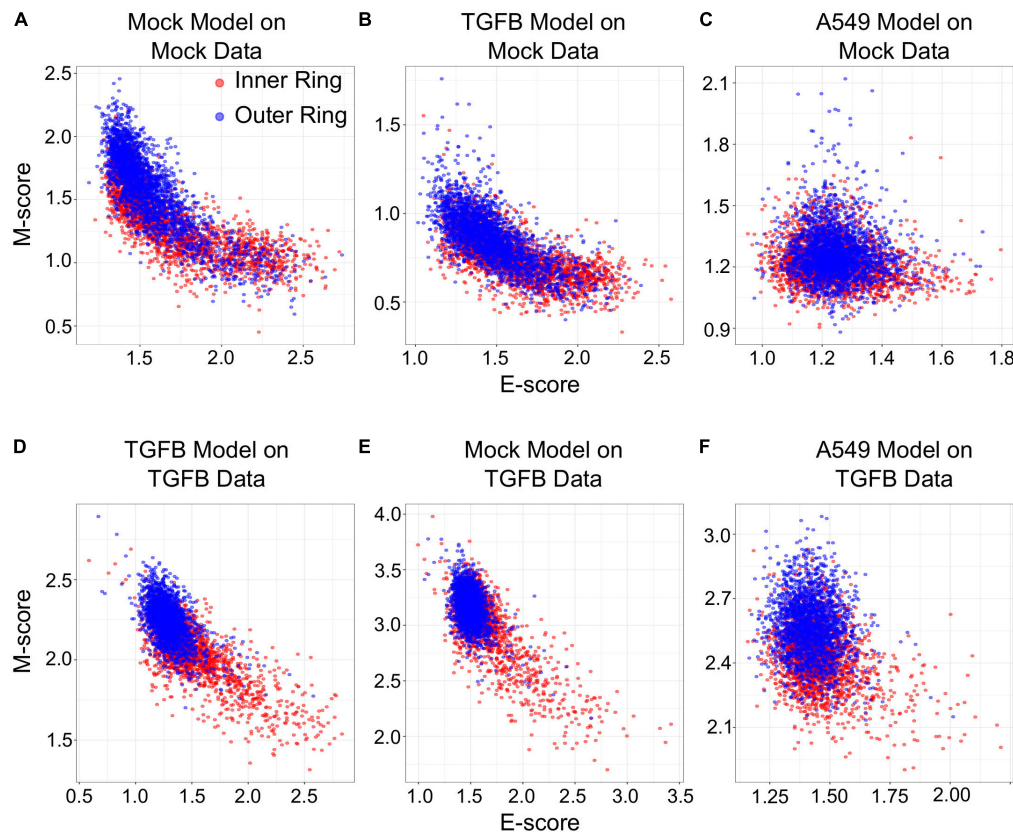 A
Mock Model on
Mock Data
B
TGFB Model on
Mock Data
C
A549 Model on
Mock Data
Inner Ring
Outer Ring
M-score
2.5
2.0
1.5
1.0
0.5
1.5
2.0
2.5
1.5
1.0
0.5
1.0
1.5
2.0
2.5
E-score
2.1
1.8
1.5
1.2
0.9
1.0
1.2
1.4
1.6
1.8
D
TGFB Model on
TGFB Data
E
Mock Model on
TGFB Data
F
A549 Model on
TGFB Data
M-score
2.5
2.0
1.5
0.5
1.0
1.5
2.0
2.5
4.0
3.5
3.0
2.5
2.0
1.0
1.5
2.0
2.5
3.0
3.5
E-score
3.0
2.7
2.4
2.1
1.25
1.50
1.75
2.00